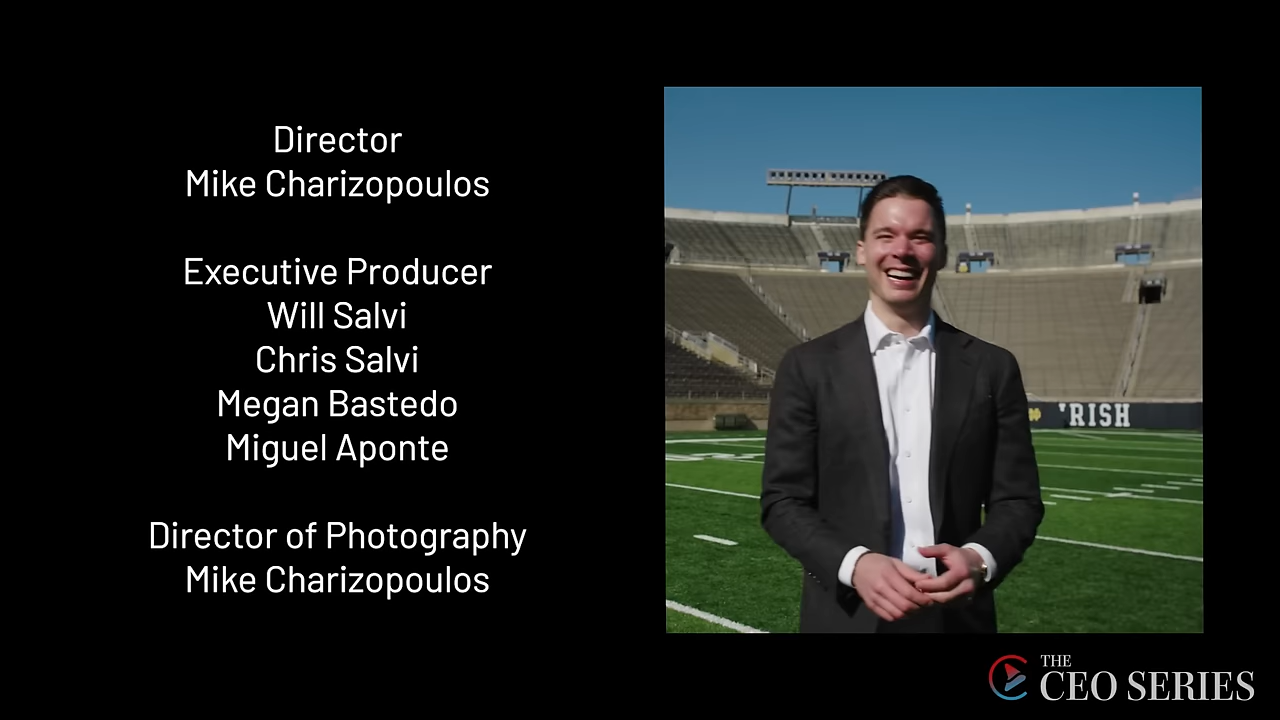 Director
Mike Charizopoulos
Executive Producer
Will Salvi
Chris Salvi
Megan Bastedo
Miguel Aponte
Director of Photography
Mike Charizopoulos
'RISH
THE
CEO SERIES